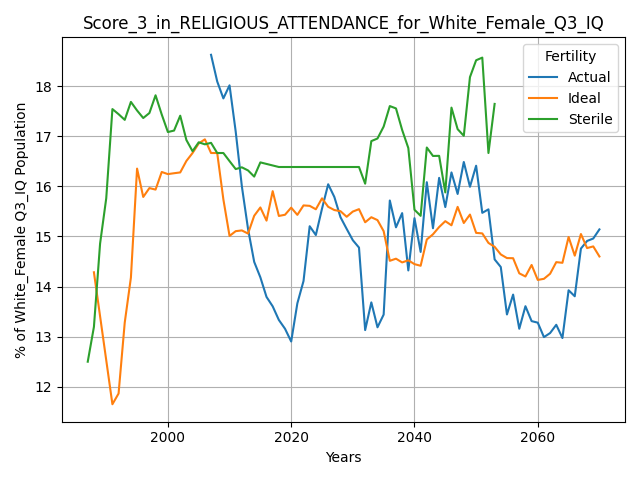 Score_3_in_RELIGIOUS_ATTENDANCE_for_White_Female_Q3_IQ
Fertility
Actual
Ideal
Sterile
% of White_Female Q3_IQ Population
18
17
16
15
14
13
12
2000
2020
2040
2060
Years